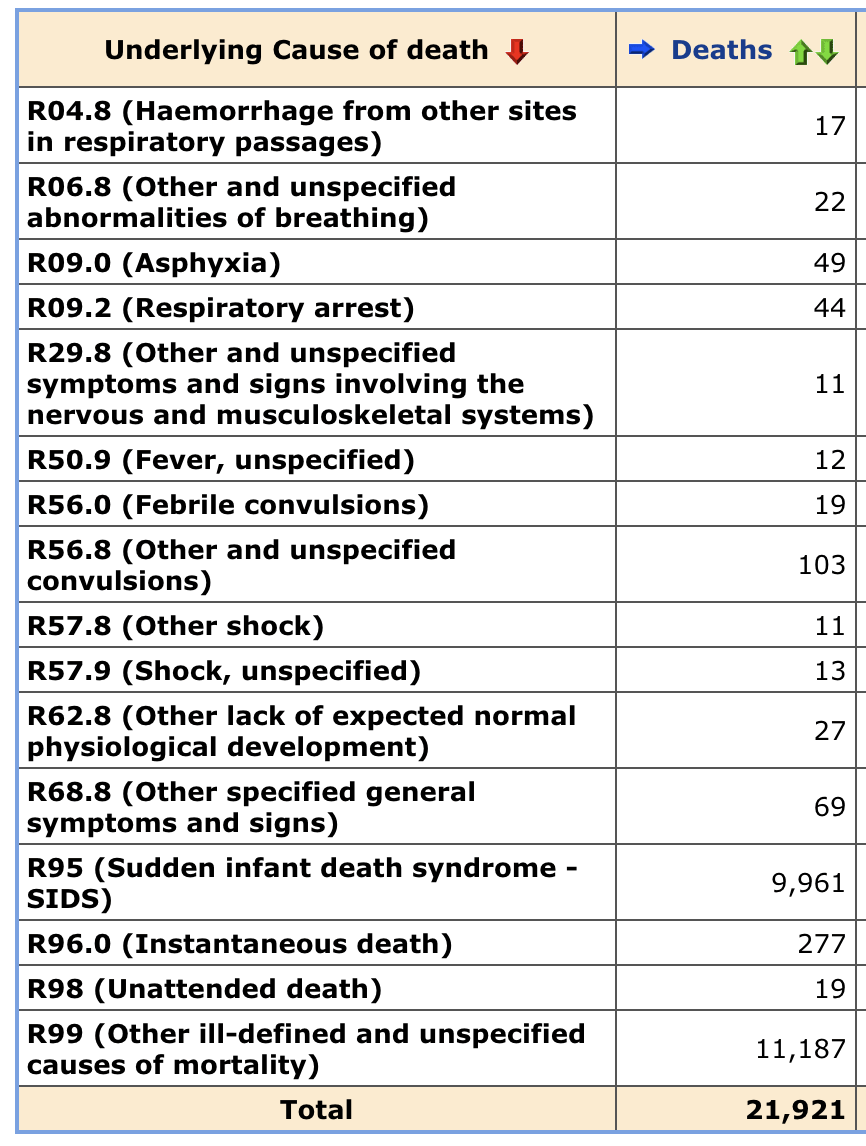 Underlying Cause of death
Deaths
R04.8 (Haemorrhage from other sites
in respiratory passages)
17
R06.8 (Other and unspecified
abnormalities of breathing)
22
R09.0 (Asphyxia)
49
R09.2 (Respiratory arrest)
44
R29.8 (Other and unspecified
symptoms and signs involving the
nervous and musculoskeletal systems)
11
R50.9 (Fever, unspecified)
12
R56.0 (Febrile convulsions)
19
R56.8 (Other and unspecified
convulsions)
103
R57.8 (Other shock)
11
R57.9 (Shock, unspecified)
13
R62.8 (Other lack of expected normal
physiological development)
27
R68.8 (Other specified general
symptoms and signs)
69
R95 (Sudden infant death syndrome -
SIDS)
9,961
R96.0 (Instantaneous death)
277
R98 (Unattended death)
19
R99 (Other ill-defined and unspecified
causes of mortality)
11,187
Total
21,921